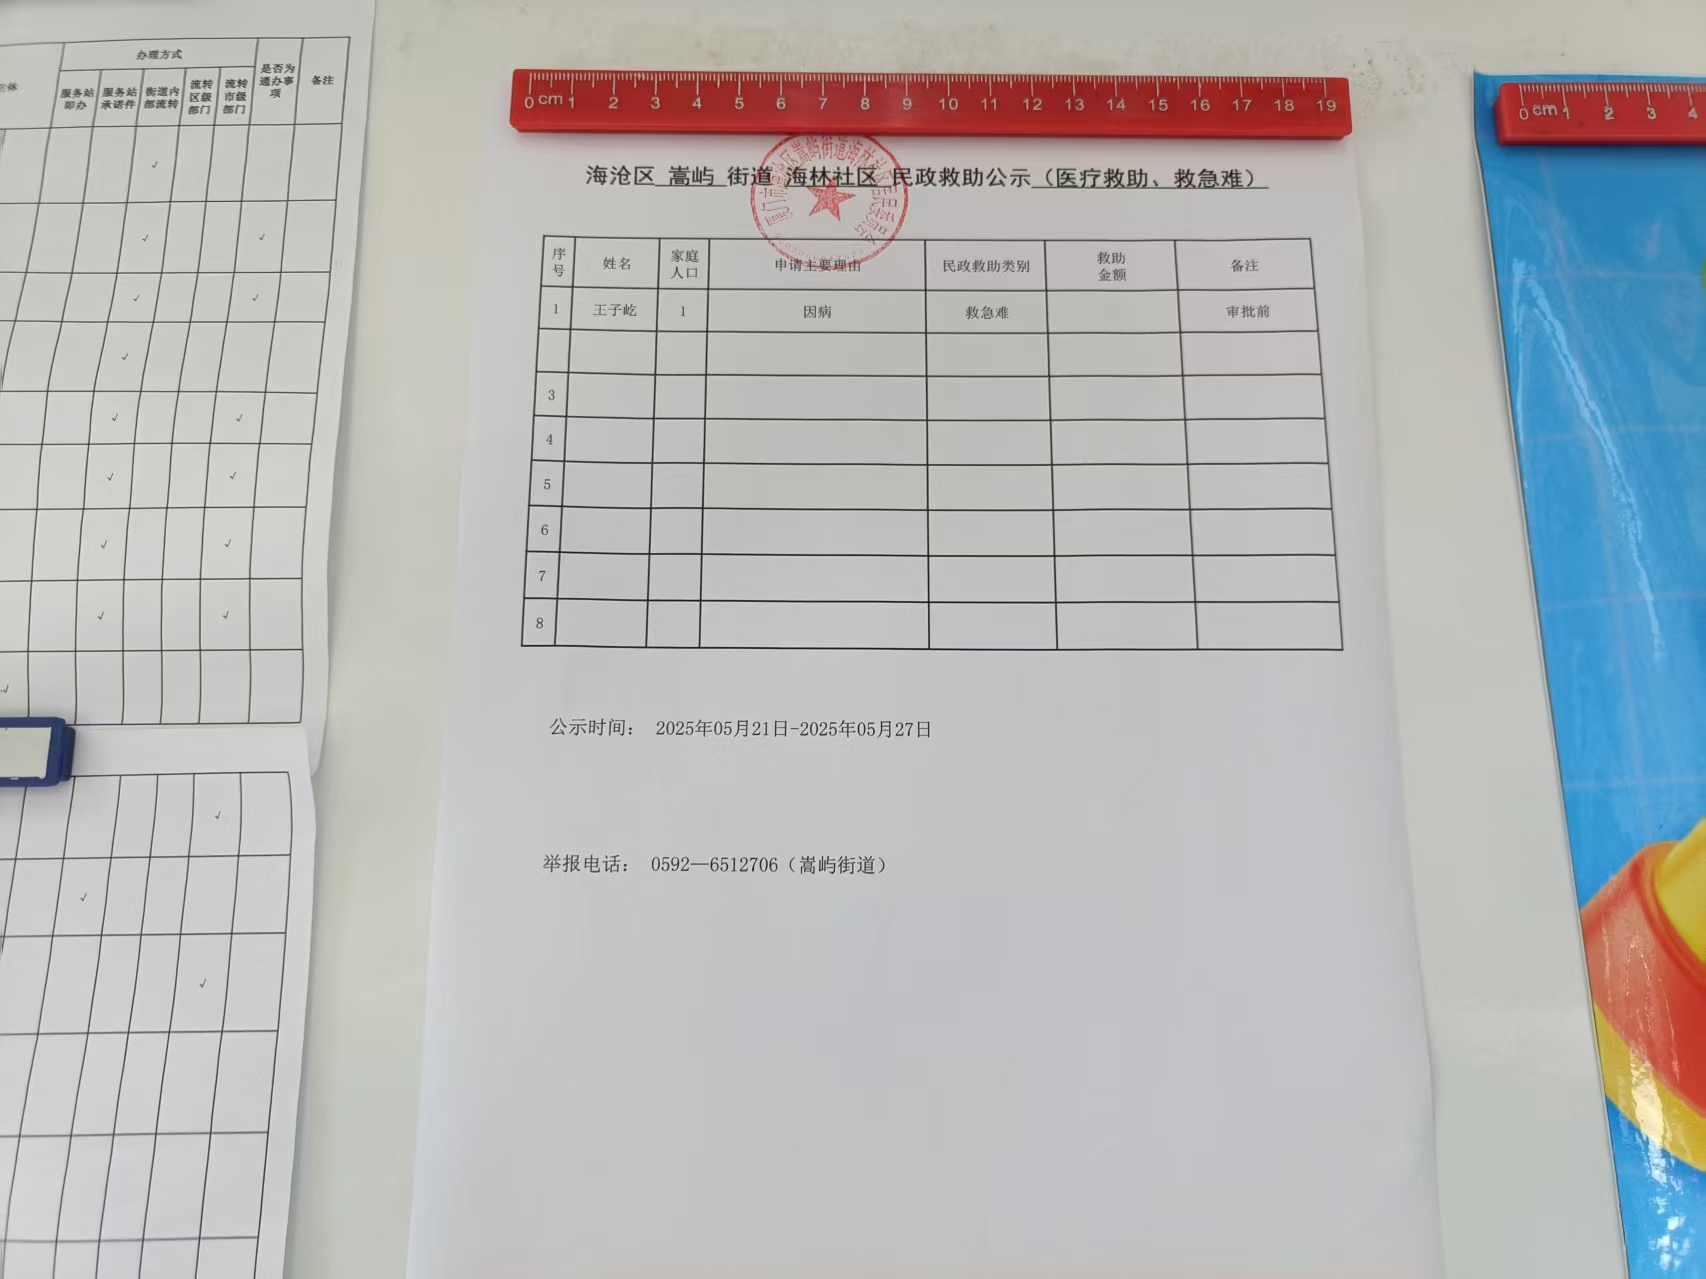 办理方式
服务站即办
服务站承诺件
街道内部流转
流转区级部门
流转市级部门
是否为通办事项
备注
√
√ √
√ √
√
√ √
√ √
√ √
√ √
√
√
√
√
0 cm 1 2 3 4 5 6 7 8 9 10 11 12 13 14 15 16 17 18 19
0 cm 1 2 3 4
海沧区 嵩屿 街道 海林社区 民政救助公示（医疗救助、救急难）
序号 姓名 家庭人口 申请主要理由 民政救助类别 救助金额 备注
1 王子屹 1 因病 救急难 审批前
3
4
5
6
7
8
公示时间： 2025年05月21日-2025年05月27日
举报电话： 0592—6512706（嵩屿街道）